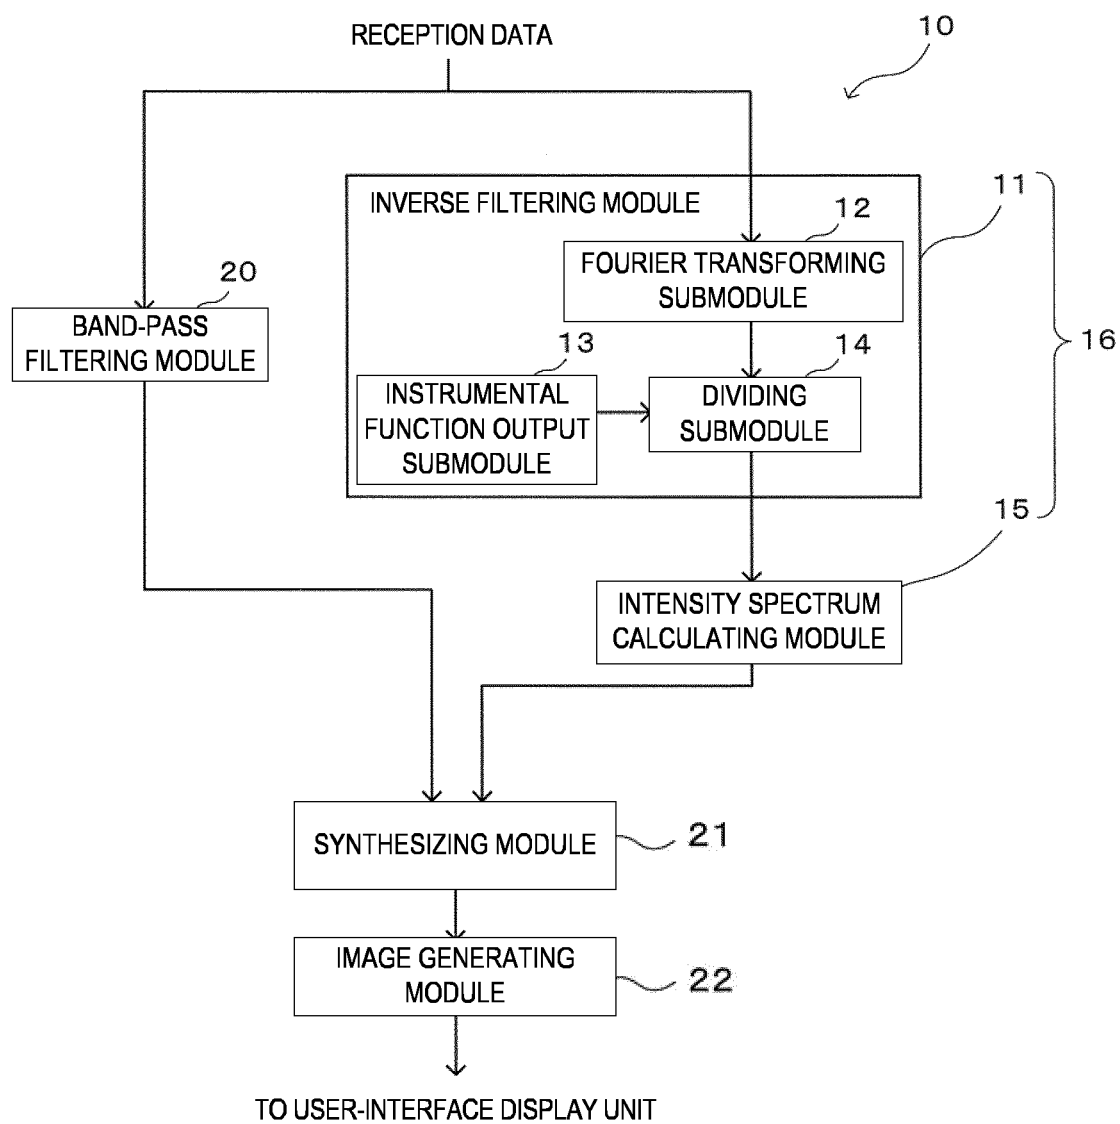 10
RECEPTION DATA
11
INVERSE FILTERING MODULE
12
FOURIER TRANSFORMING
SUBMODULE
20
BAND-PASS
FILTERING MODULE
13
INSTRUMENTAL
FUNCTION OUTPUT
SUBMODULE
14
DIVIDING
SUBMODULE
16
15
INTENSITY SPECTRUM
CALCULATING MODULE
SYNTHESIZING MODULE
21
IMAGE GENERATING
MODULE
22
TO USER-INTERFACE DISPLAY UNIT